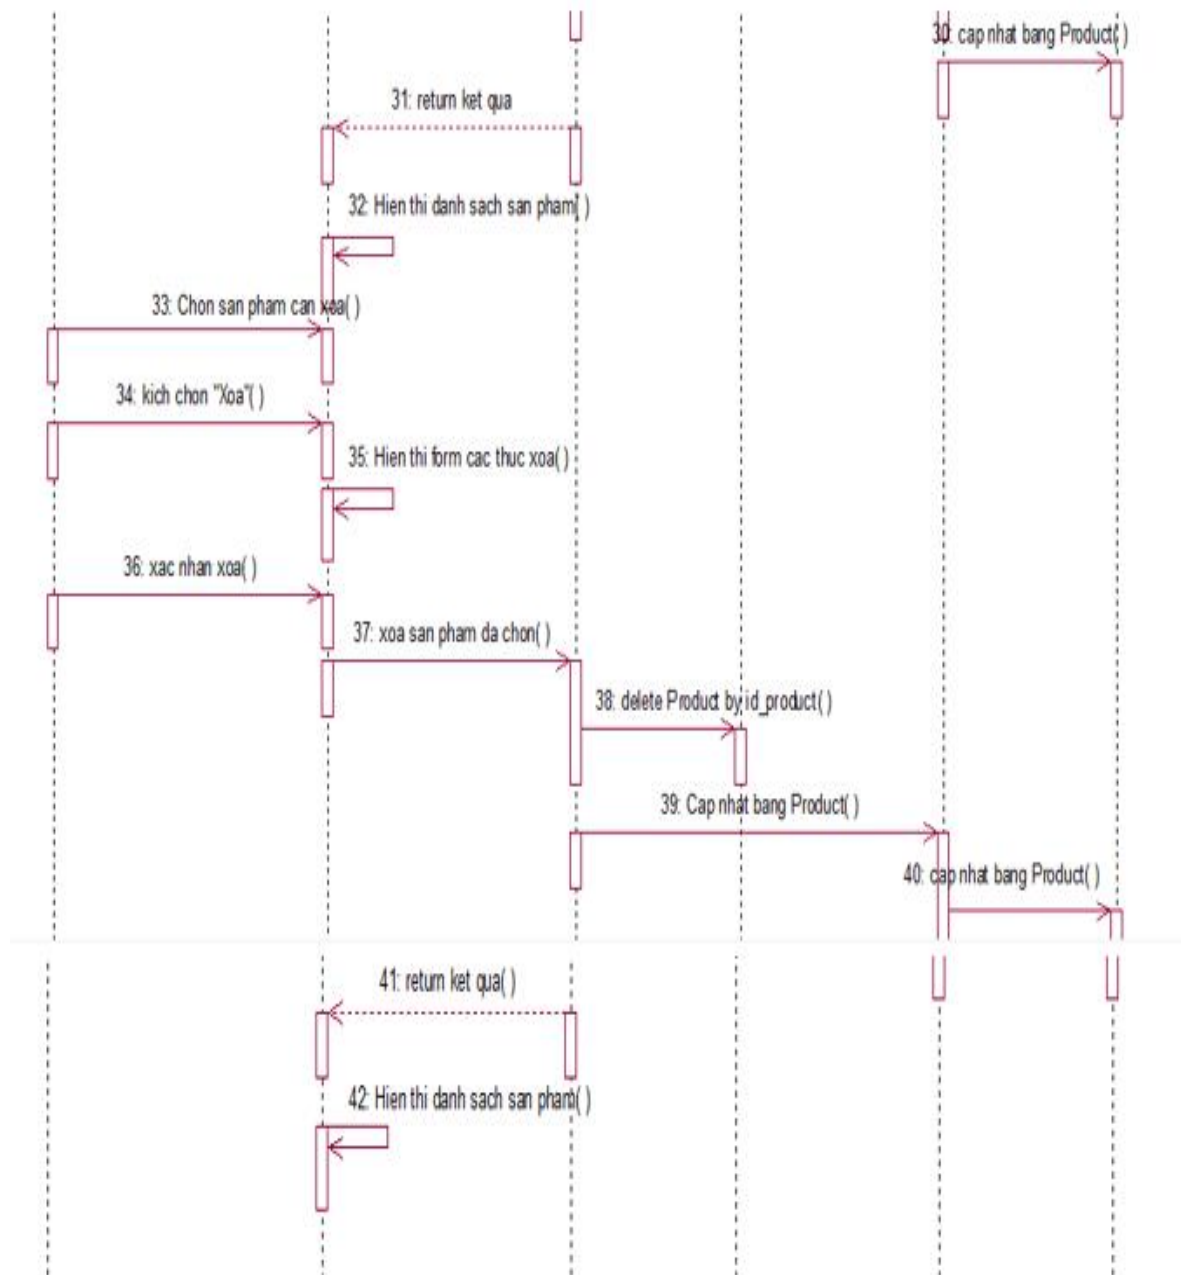 30: cap nhat bang Product( )
31: return ket qua
32: Hien thi danh sach san pham( )
33: Chon san pham can xoa( )
34: kich chon "Xoa"( )
35: Hien thi form cac thuc xoa( )
36: xac nhan xoa( )
37: xoa san pham da chon( )
38: delete Product by id_product( )
39: Cap nhat bang Product( )
40: cap nhat bang Product( )
41: return ket qua( )
42: Hien thi danh sach san pham( )